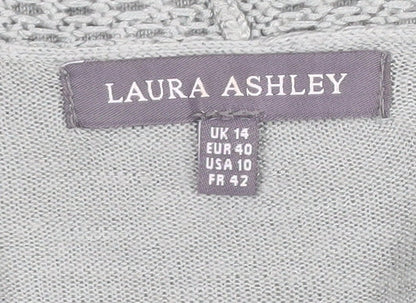 LAURA ASHLEY
UK 14
EUR 40
USA 10
FR 42